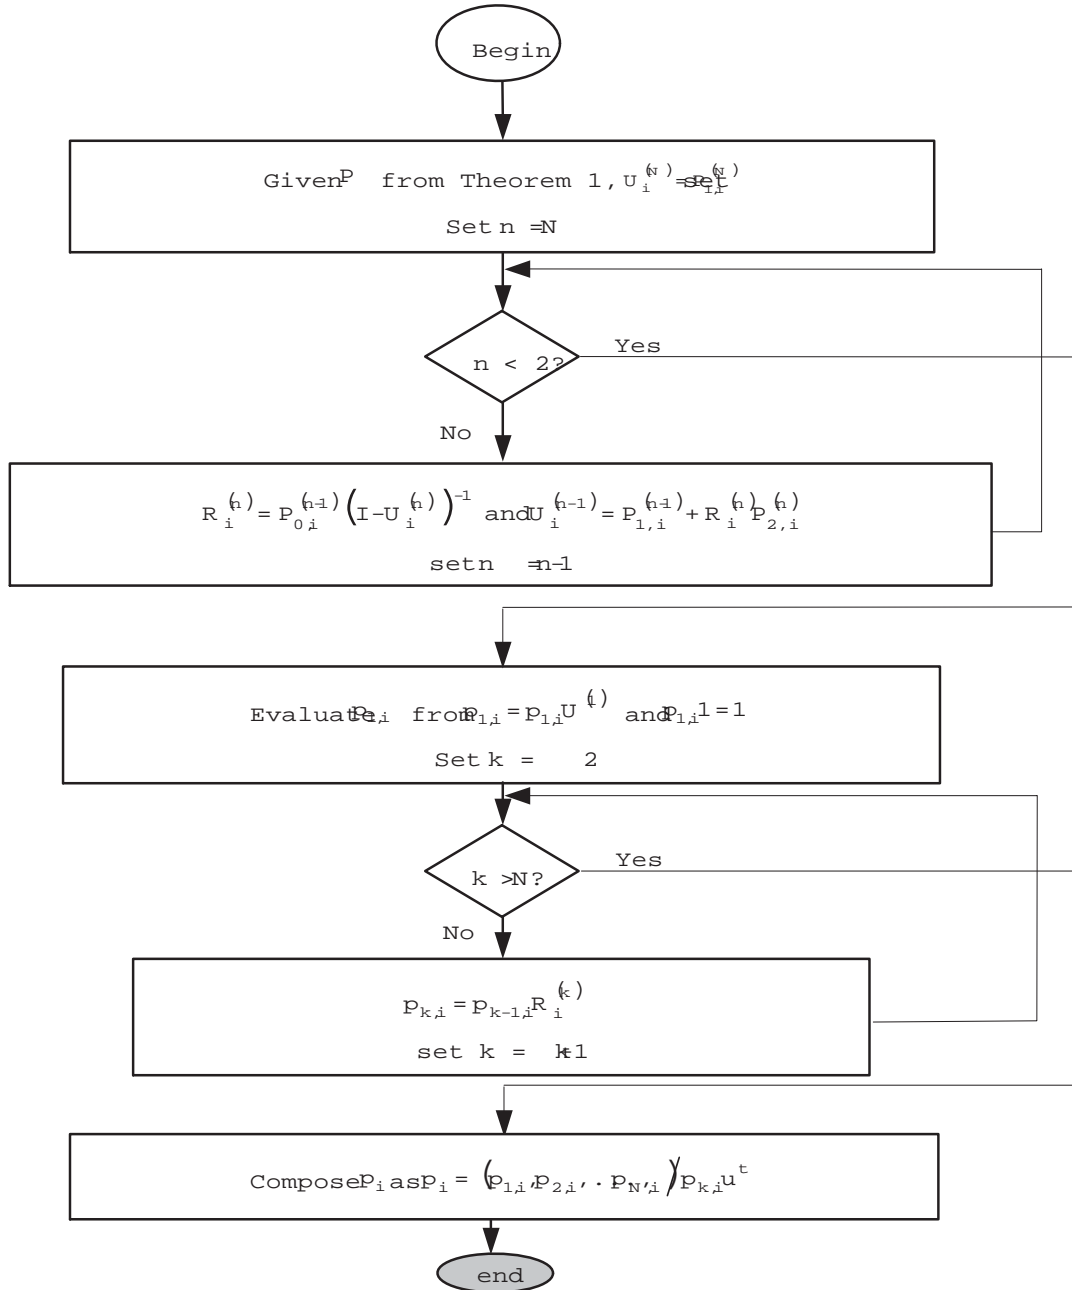 Begin
Given P from Theorem 1, set U_i^(N) = P_{1,i}^(N)
Set n = N
n < 2?
Yes
No
R_i^(n) = P_{0,i}^(n-1) (I-U_i^(n))^-1 and U_i^(n-1) = P_{1,i}^(n-1) + R_i^(n) P_{2,i}^(n)
set n = n-1
Evaluate p_{1,i} from p_{1,i} = p_{1,i} U^(1) and p_{1,i} 1 = 1
Set k = 2
k > N?
Yes
No
p_{k,i} = p_{k-1,i} R_i^(k)
set k = k+1
Compose p_i as p_i = (p_{1,i}, p_{2,i}, . p_{N,i}) / p_{k,i} u^t
end